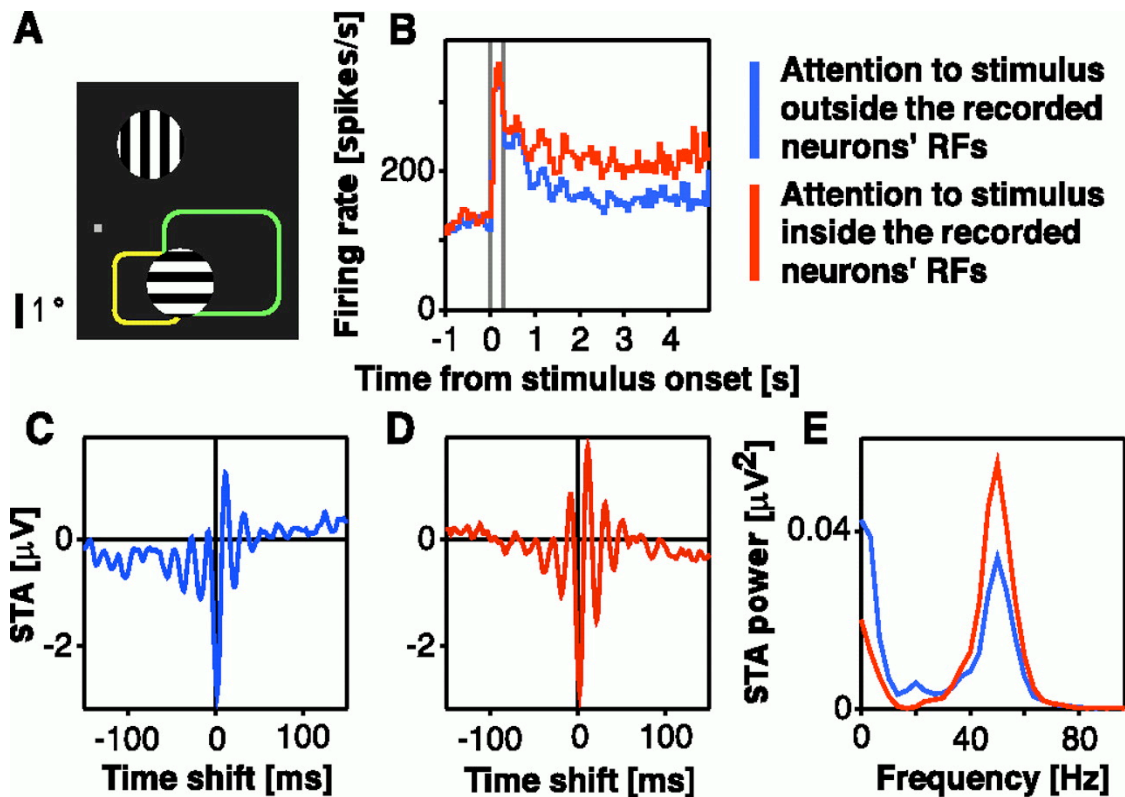 A
1°
B
Firing rate [spikes/s]
200
0
-1 0 1 2 3 4
Time from stimulus onset [s]
Attention to stimulus
outside the recorded
neurons' RFs
Attention to stimulus
inside the recorded
neurons' RFs
C
STA [μV]
0
-2
-100 0 100
Time shift [ms]
D
0
-2
-100 0 100
Time shift [ms]
E
STA power [μV²]
0.04
0
0 40 80
Frequency [Hz]